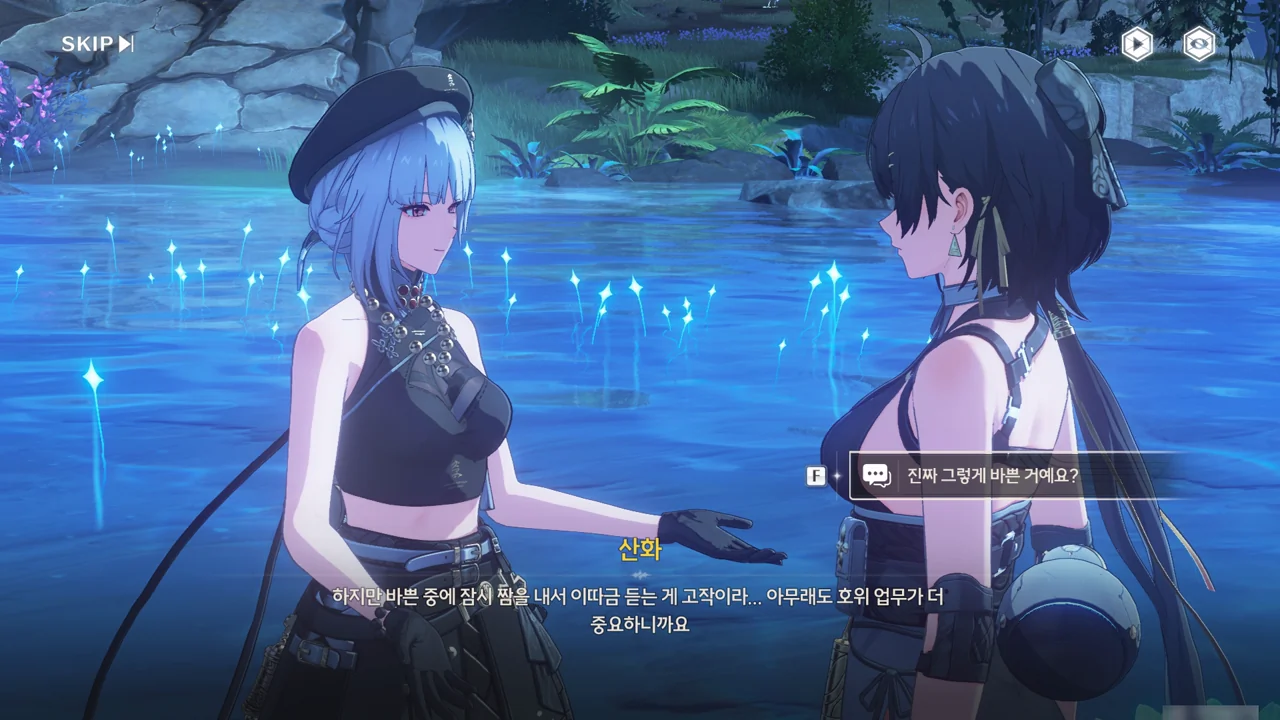 SKIP
F
진짜 그렇게 바쁜 거예요?
산화
하지만 바쁜 중에 잠시 짬을 내서 이따금 듣는 게 고작이라... 아무래도 호위 업무가 더
중요하니까요